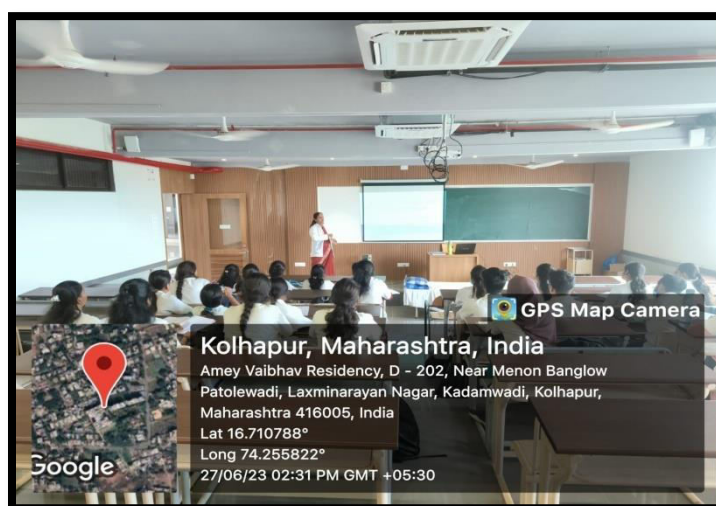 GPS Map Camera
Kolhapur, Maharashtra, India
Amey Vaibhav Residency, D - 202, Near Menon Banglow
Patolewadi, Laxminarayan Nagar, Kadamwadi, Kolhapur,
Maharashtra 416005, India
Lat 16.710788°
Long 74.255822°
27/06/23 02:31 PM GMT +05:30
Google